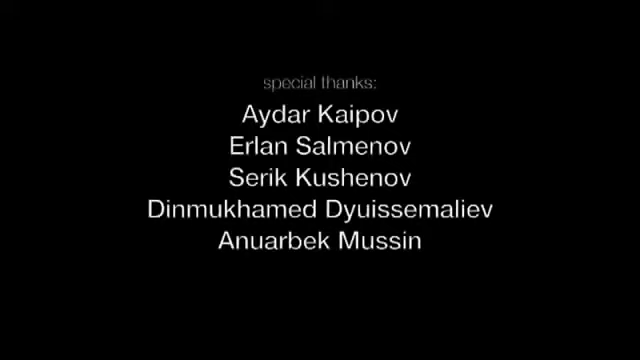 special thanks:
Aydar Kaipov
Erlan Salmenov
Serik Kushenov
Dinmukhamed Dyuissemaliev
Anuarbek Mussin